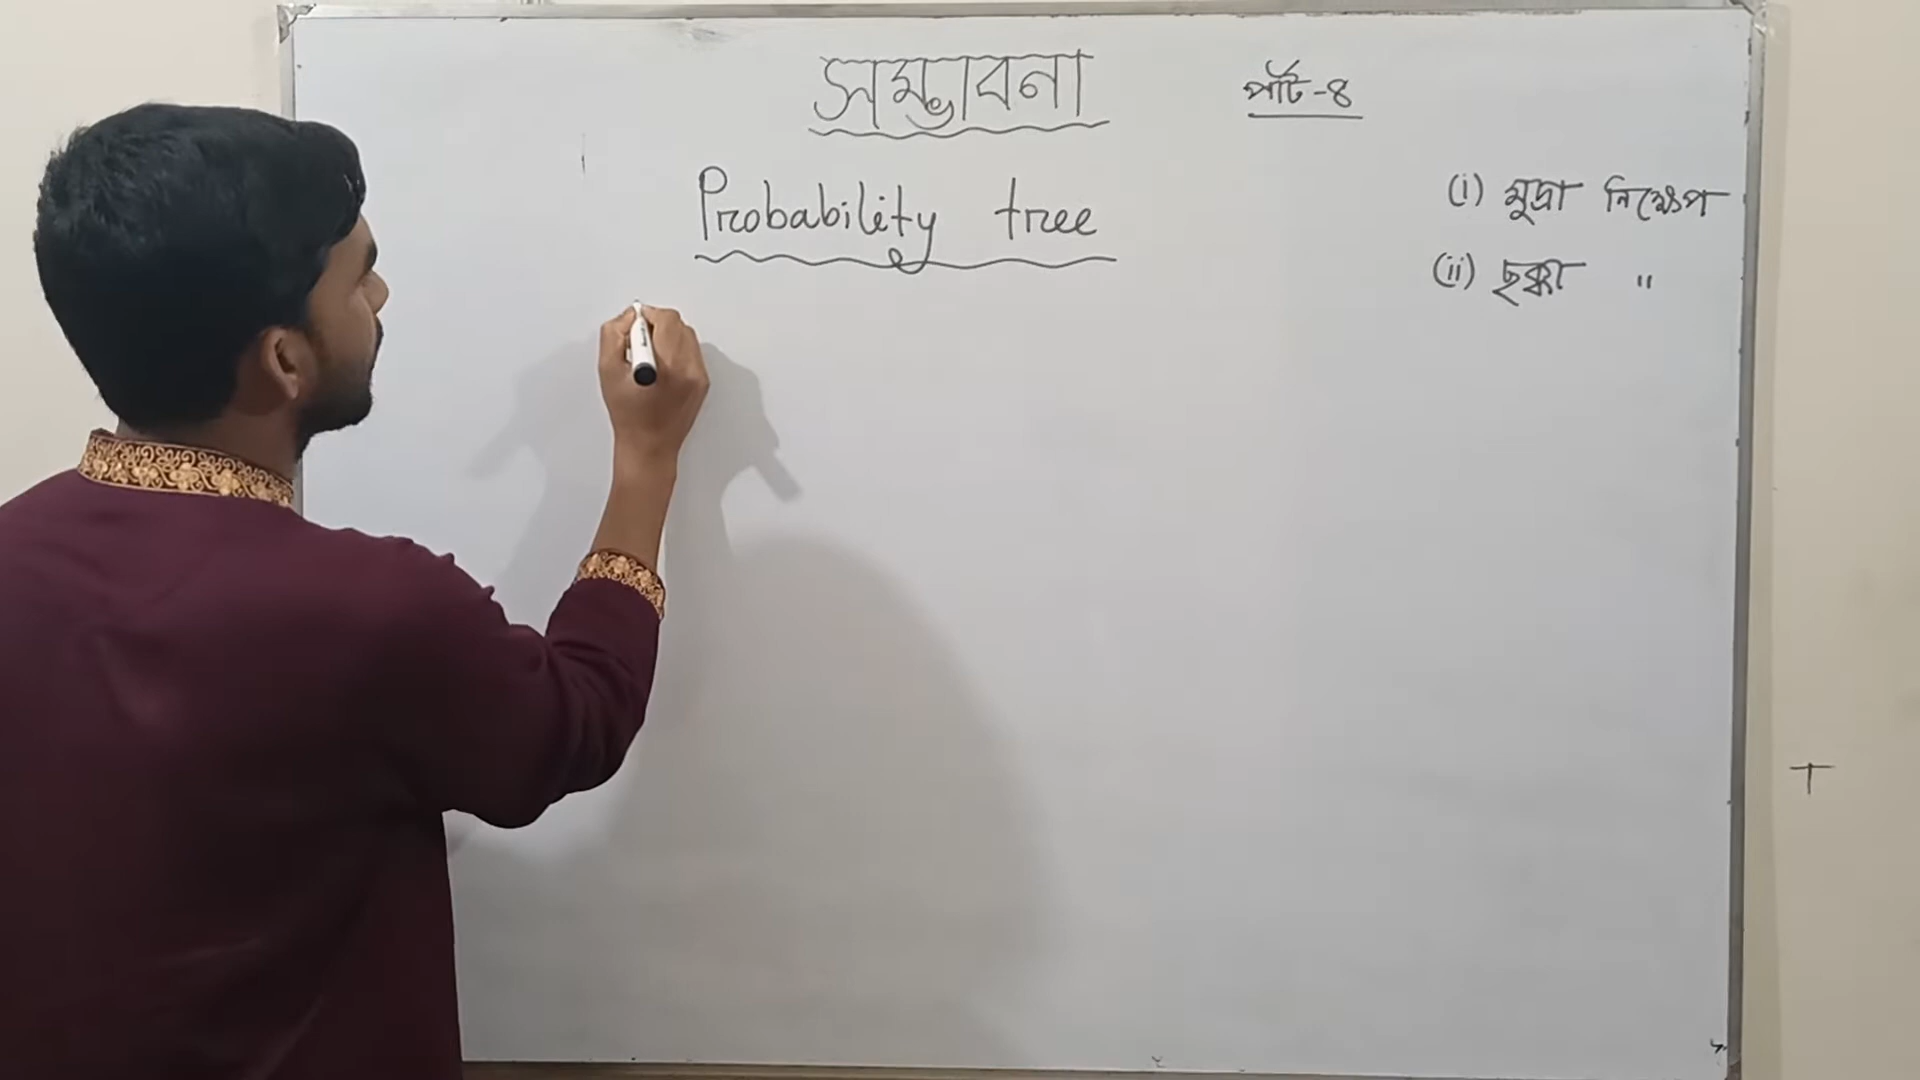 সম্ভাবনা
পার্ট-৪
Probability tree
(i) মুদ্রা নিক্ষেপ
(ii) ছক্কা "
T